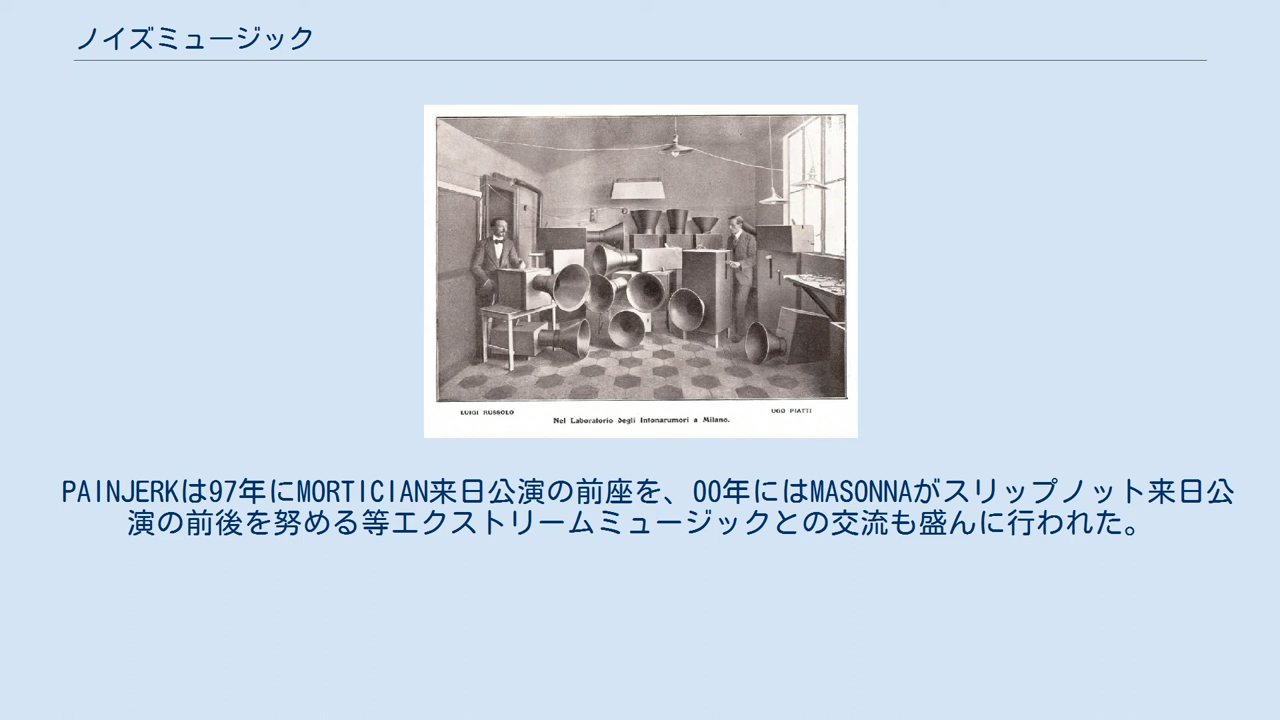 ノイズミュージック
LUIGI RUSSOLO
UGO PIATTI
Nel Laboratorio degli Intonarumori a Milano.
PAINJERKは97年にMORTICIAN来日公演の前座を、00年にはMASONNAがスリップノット来日公
演の前後を努める等エクストリームミュージックとの交流も盛んに行われた。